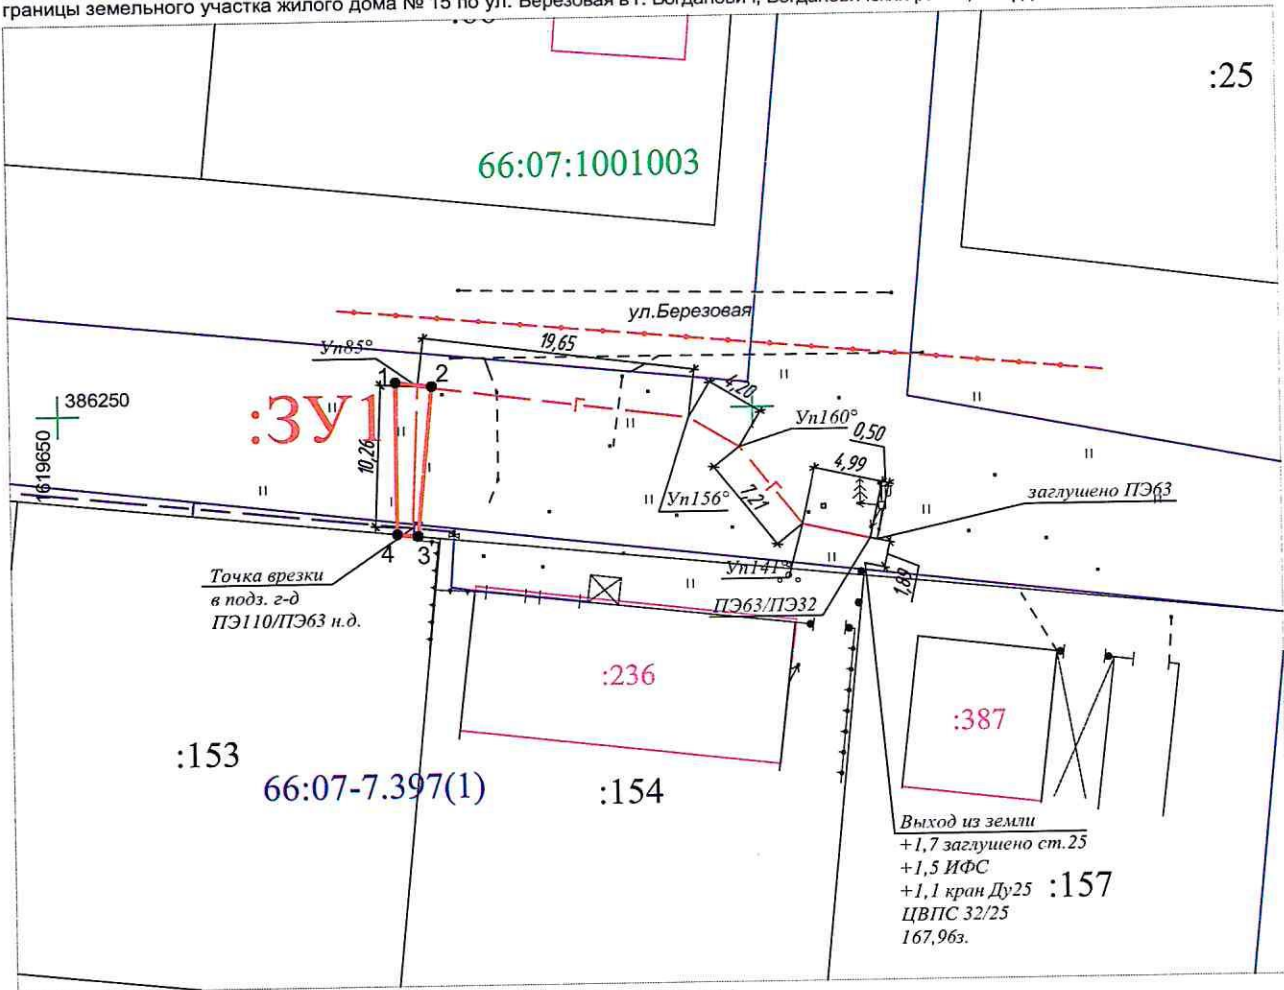 границы земельного участка жилого дома № 15 по ул. Березовая в г. Богданович,
:25
66:07:1001003
ул.Березовая
19,65
Уп85°
1
2
4,20
386250
:ЗУ1
Уп160°
0,50
4,99
10,26
1619650
Уп156°
7,21
заглушено ПЭ63
4
3
Уп141°
1,89
Точка врезки
в подз. г-д
ПЭ110/ПЭ63 н.д.
ПЭ63/ПЭ32
:236
:387
:153
66:07-7.397(1)
:154
Выход из земли
+1,7 заглушено ст.25
+1,5 ИФС
+1,1 кран Ду25
:157
ЦВПС 32/25
167,96з.